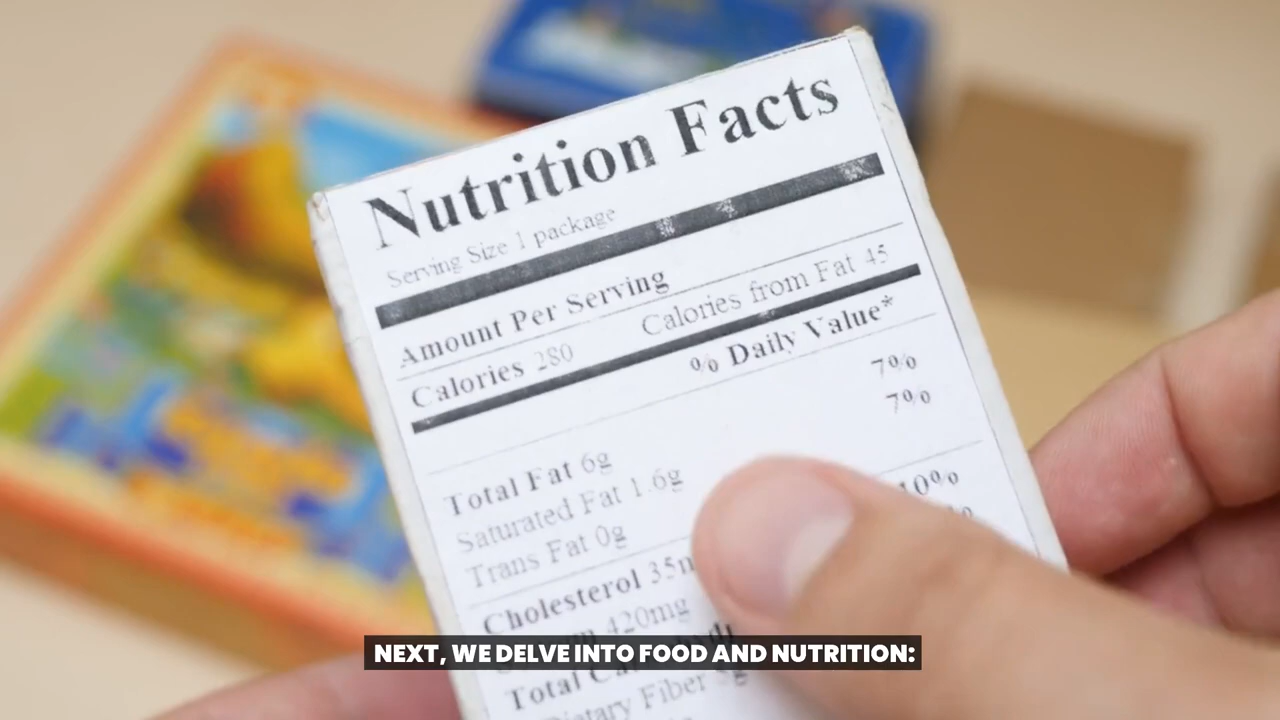 Nutrition Facts
Serving Size 1 package
Amount Per Serving
Calories 280 Calories from Fat 45
% Daily Value*
Total Fat 6g 7%
Saturated Fat 1.6g 7%
Trans Fat 0g
Cholesterol 10%
420mg
Total
Dietary Fiber
NEXT, WE DELVE INTO FOOD AND NUTRITION: